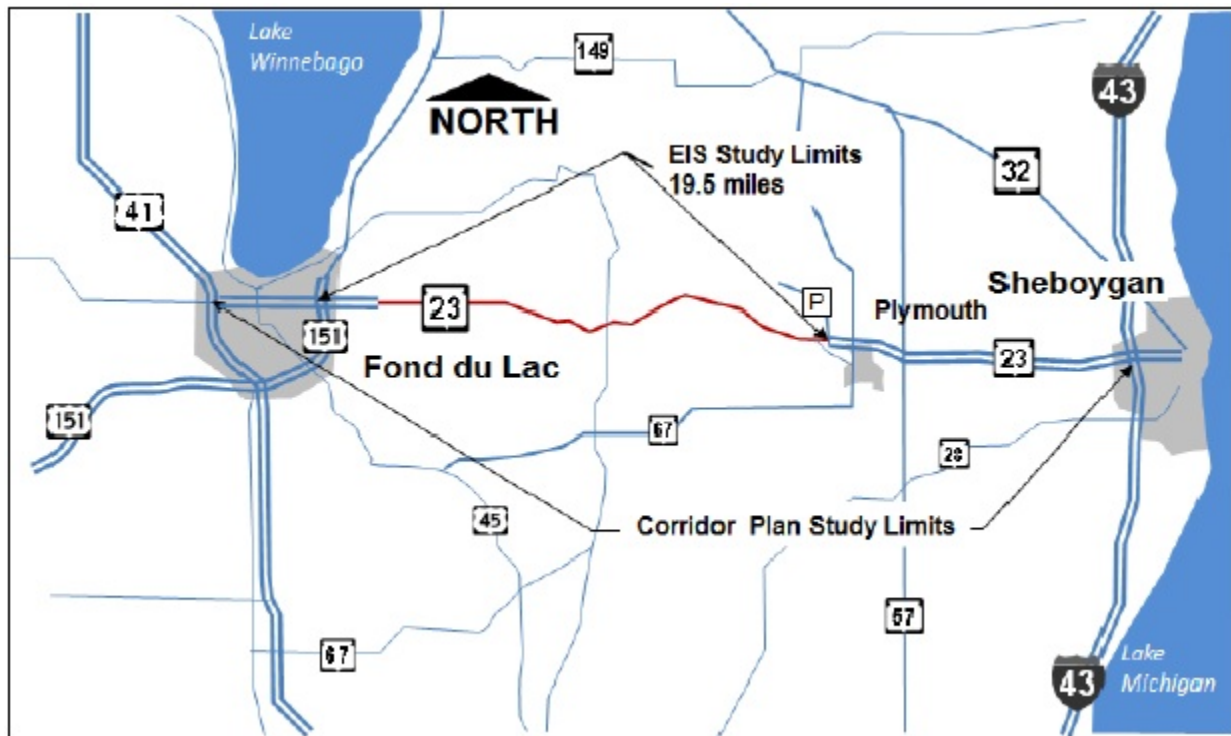 Lake
Winnebago
149
43
NORTH
EIS Study Limits
19.5 miles
32
41
Sheboygan
23
P
Plymouth
151
Fond du Lac
23
151
67
28
45
Corridor Plan Study Limits
57
67
Lake
Michigan
43